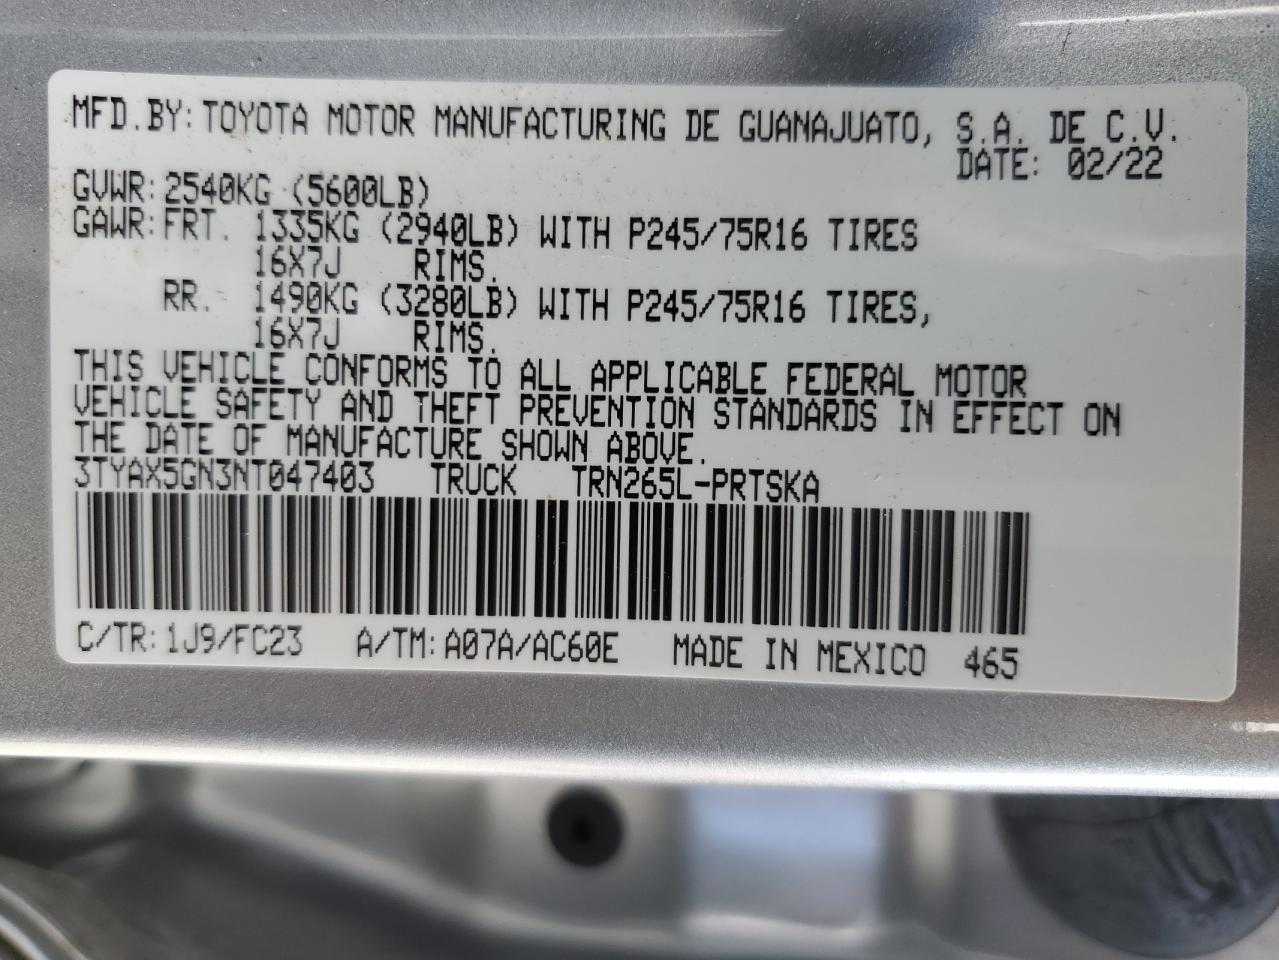 MFD.BY:TOYOTA MOTOR MANUFACTURING DE GUANAJUATO, S.A. DE C.V.
DATE: 02/22
GVWR:2540KG (5600LB)
GAWR:FRT. 1335KG (2940LB) WITH P245/75R16 TIRES
16X7J RIMS.
RR. 1490KG (3280LB) WITH P245/75R16 TIRES,
16X7J RIMS.
THIS VEHICLE CONFORMS TO ALL APPLICABLE FEDERAL MOTOR
VEHICLE SAFETY AND THEFT PREVENTION STANDARDS IN EFFECT ON
THE DATE OF MANUFACTURE SHOWN ABOVE.
3TYAX5GN3NT047403 TRUCK TRN265L-PRTSKA
C/TR:1J9/FC23 A/TM:A07A/AC60E MADE IN MEXICO 465